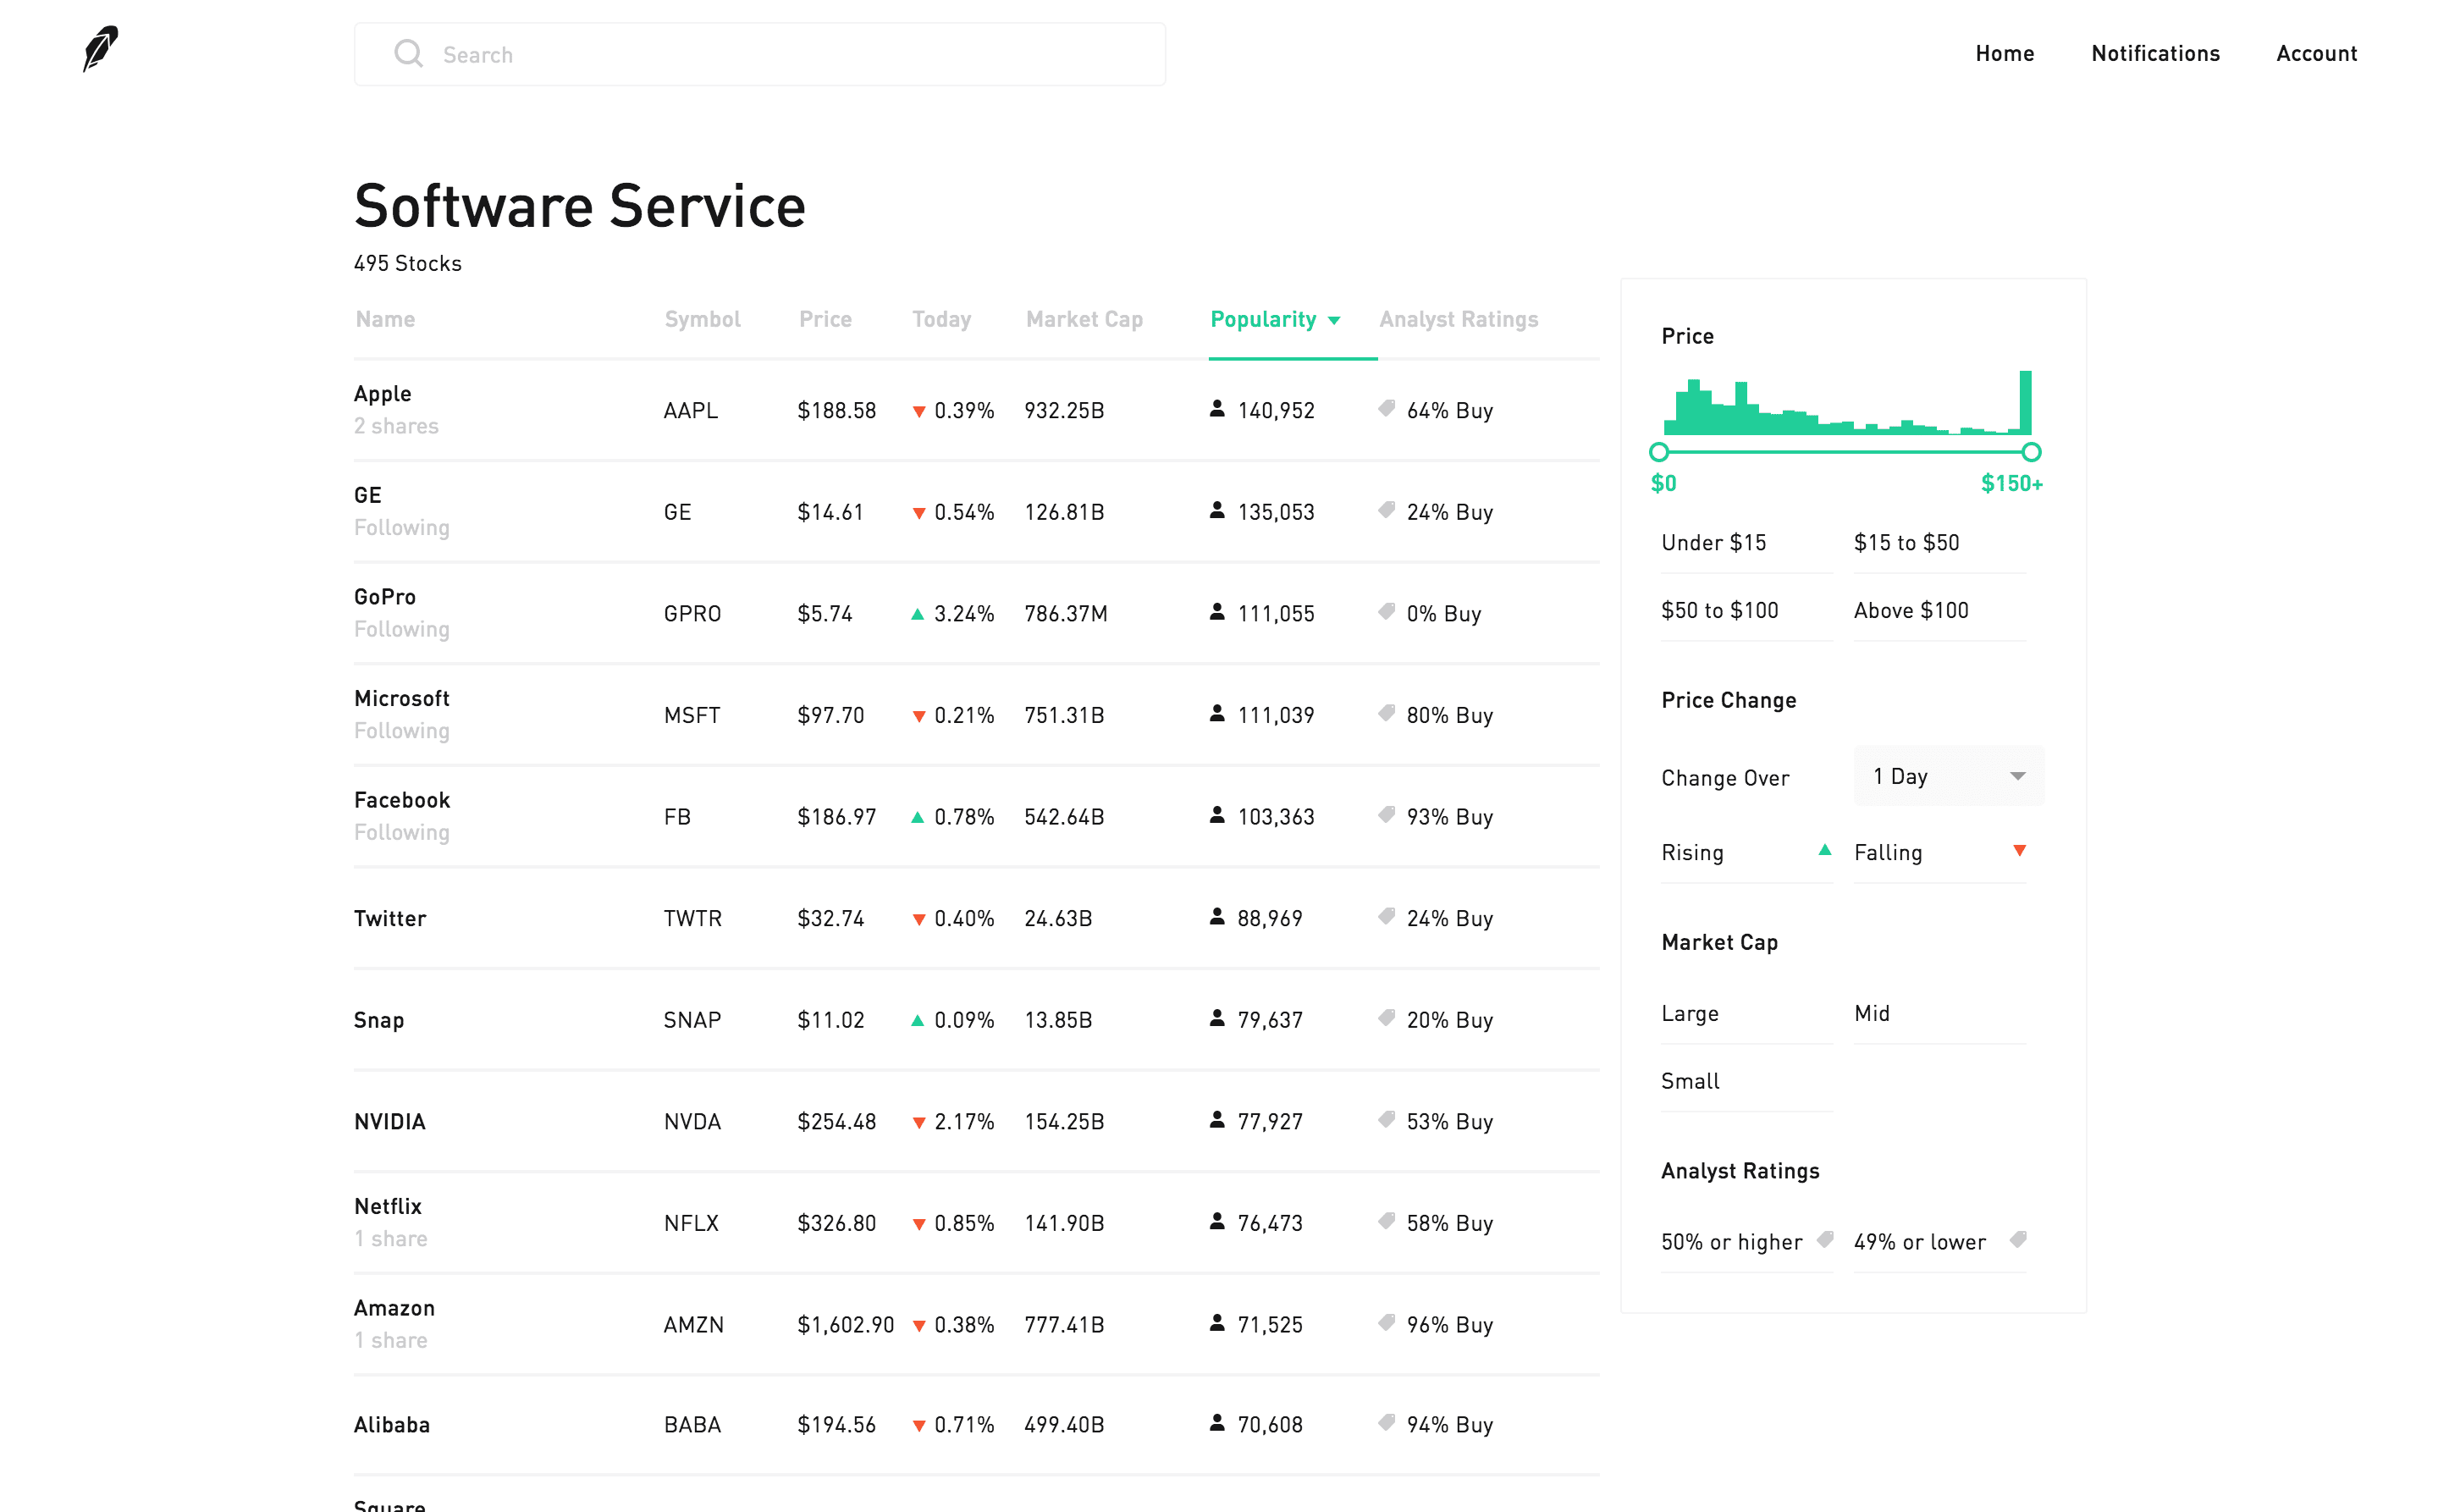 Search
Home Notifications Account
Software Service
495 Stocks
Name Symbol Price Today Market Cap Popularity Analyst Ratings
Apple
2 shares
AAPL $188.58 0.39% 932.25B 140,952 64% Buy
GE
Following
GE $14.61 0.54% 126.81B 135,053 24% Buy
GoPro
Following
GPRO $5.74 3.24% 786.37M 111,055 0% Buy
Microsoft
Following
MSFT $97.70 0.21% 751.31B 111,039 80% Buy
Facebook
Following
FB $186.97 0.78% 542.64B 103,363 93% Buy
Twitter TWTR $32.74 0.40% 24.63B 88,969 24% Buy
Snap SNAP $11.02 0.09% 13.85B 79,637 20% Buy
NVIDIA NVDA $254.48 2.17% 154.25B 77,927 53% Buy
Netflix
1 share
NFLX $326.80 0.85% 141.90B 76,473 58% Buy
Amazon
1 share
AMZN $1,602.90 0.38% 777.41B 71,525 96% Buy
Alibaba BABA $194.56 0.71% 499.40B 70,608 94% Buy
Square
Price
$0 $150+
Under $15 $15 to $50
$50 to $100 Above $100
Price Change
Change Over 1 Day
Rising Falling
Market Cap
Large Mid
Small
Analyst Ratings
50% or higher 49% or lower